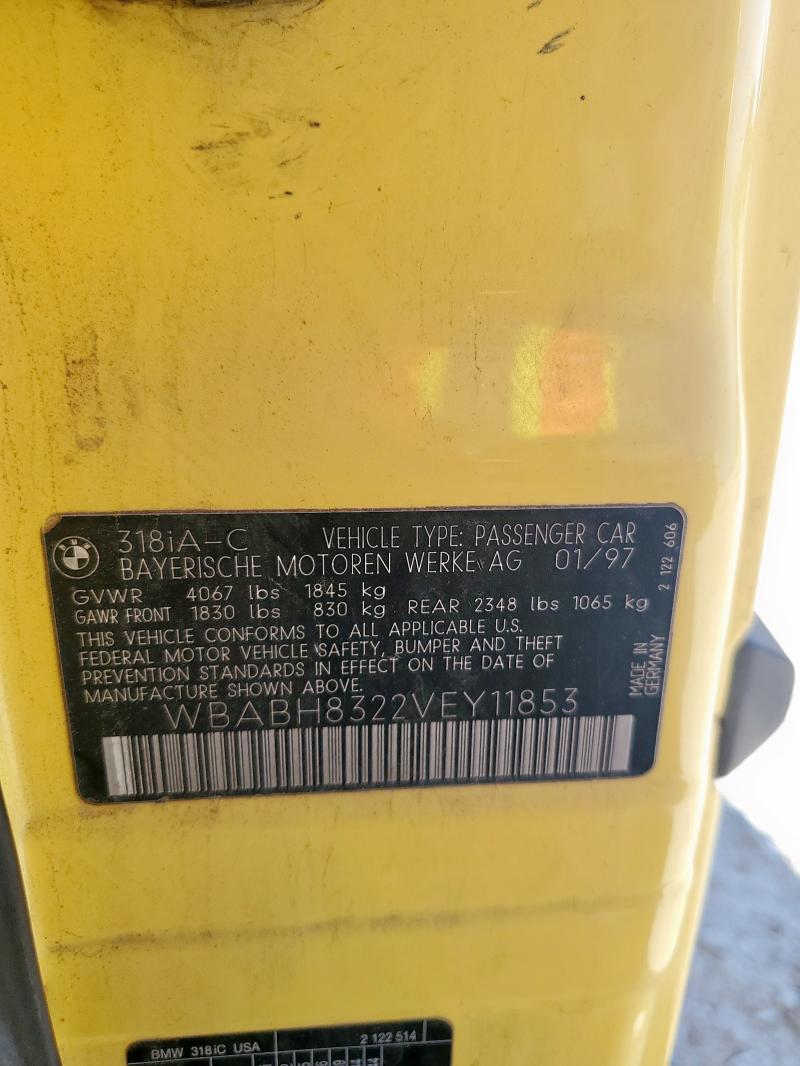 BMW
318iA-C VEHICLE TYPE: PASSENGER CAR
BAYERISCHE MOTOREN WERKE AG 01/97
GVWR 4067 lbs 1845 kg
GAWR FRONT 1830 lbs 830 kg REAR 2348 lbs 1065 kg
THIS VEHICLE CONFORMS TO ALL APPLICABLE U.S.
FEDERAL MOTOR VEHICLE SAFETY, BUMPER AND THEFT
PREVENTION STANDARDS IN EFFECT ON THE DATE OF
MANUFACTURE SHOWN ABOVE.
WBABH8322VEY11853
2 122 606
MADE IN
GERMANY
BMW 318iC USA 2 122 514